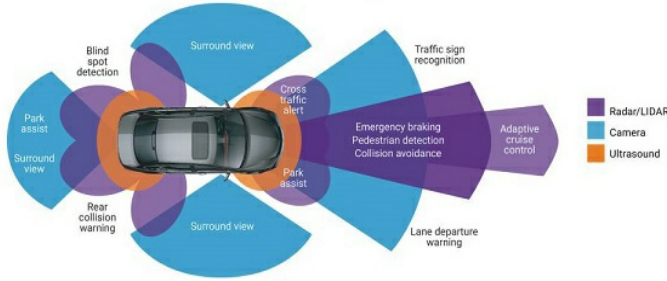 Blind
spot
detection
Surround view
Traffic sign
recognition
Park
assist
Surround
view
Cross
traffic
alert
Emergency braking
Pedestrian detection
Collision avoidance
Adaptive
cruise
control
Radar/LIDAR
Camera
Ultrasound
Park
assist
Rear
collision
warning
Surround view
Lane departure
warning